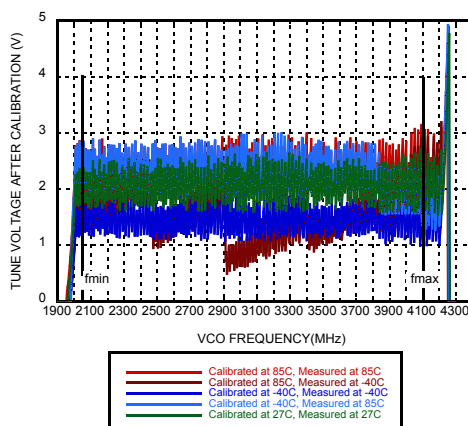 TUNE VOLTAGE AFTER CALIBRATION (V)
5
4
3
2
1
0
fmin
fmax
1900 2100 2300 2500 2700 2900 3100 3300 3500 3700 3900 4100 4300
VCO FREQUENCY(MHz)
Calibrated at 85C, Measured at 85C
Calibrated at 85C, Measured at -40C
Calibrated at -40C, Measured at -40C
Calibrated at -40C, Measured at 85C
Calibrated at 27C, Measured at 27C